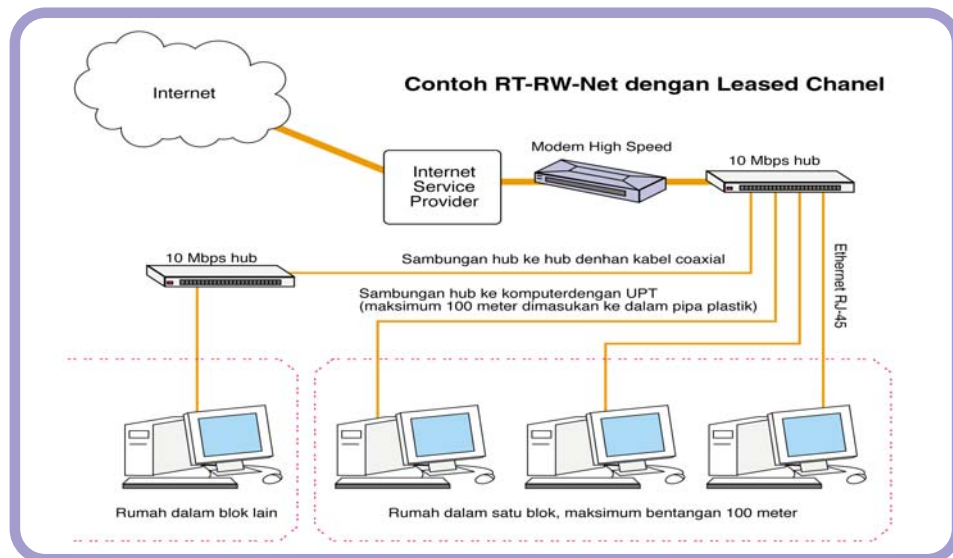 Contoh RT-RW-Net dengan Leased Chanel
Internet
Internet
Service
Provider
Modem High Speed
10 Mbps hub
10 Mbps hub
Sambungan hub ke hub denhan kabel coaxial
Sambungan hub ke komputerdengan UPT
(maksimum 100 meter dimasukan ke dalam pipa plastik)
Ethernet RJ-45
Rumah dalam blok lain
Rumah dalam satu blok, maksimum bentangan 100 meter